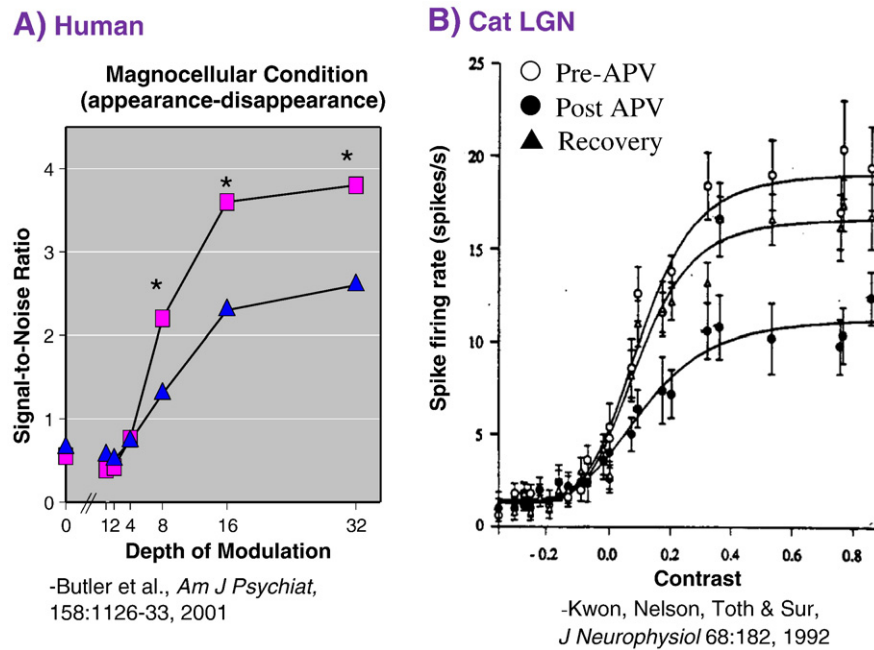 A) Human
Magnocellular Condition
(appearance-disappearance)
Signal-to-Noise Ratio
4
3
2
1
0
*
*
*
0 1 2 4 8 16 32
Depth of Modulation
-Butler et al., Am J Psychiat,
158:1126-33, 2001
B) Cat LGN
Pre-APV
Post APV
Recovery
Spike firing rate (spikes/s)
25
20
15
10
5
0
-0.2 0.0 0.2 0.4 0.6 0.8
Contrast
-Kwon, Nelson, Toth & Sur,
J Neurophysiol 68:182, 1992